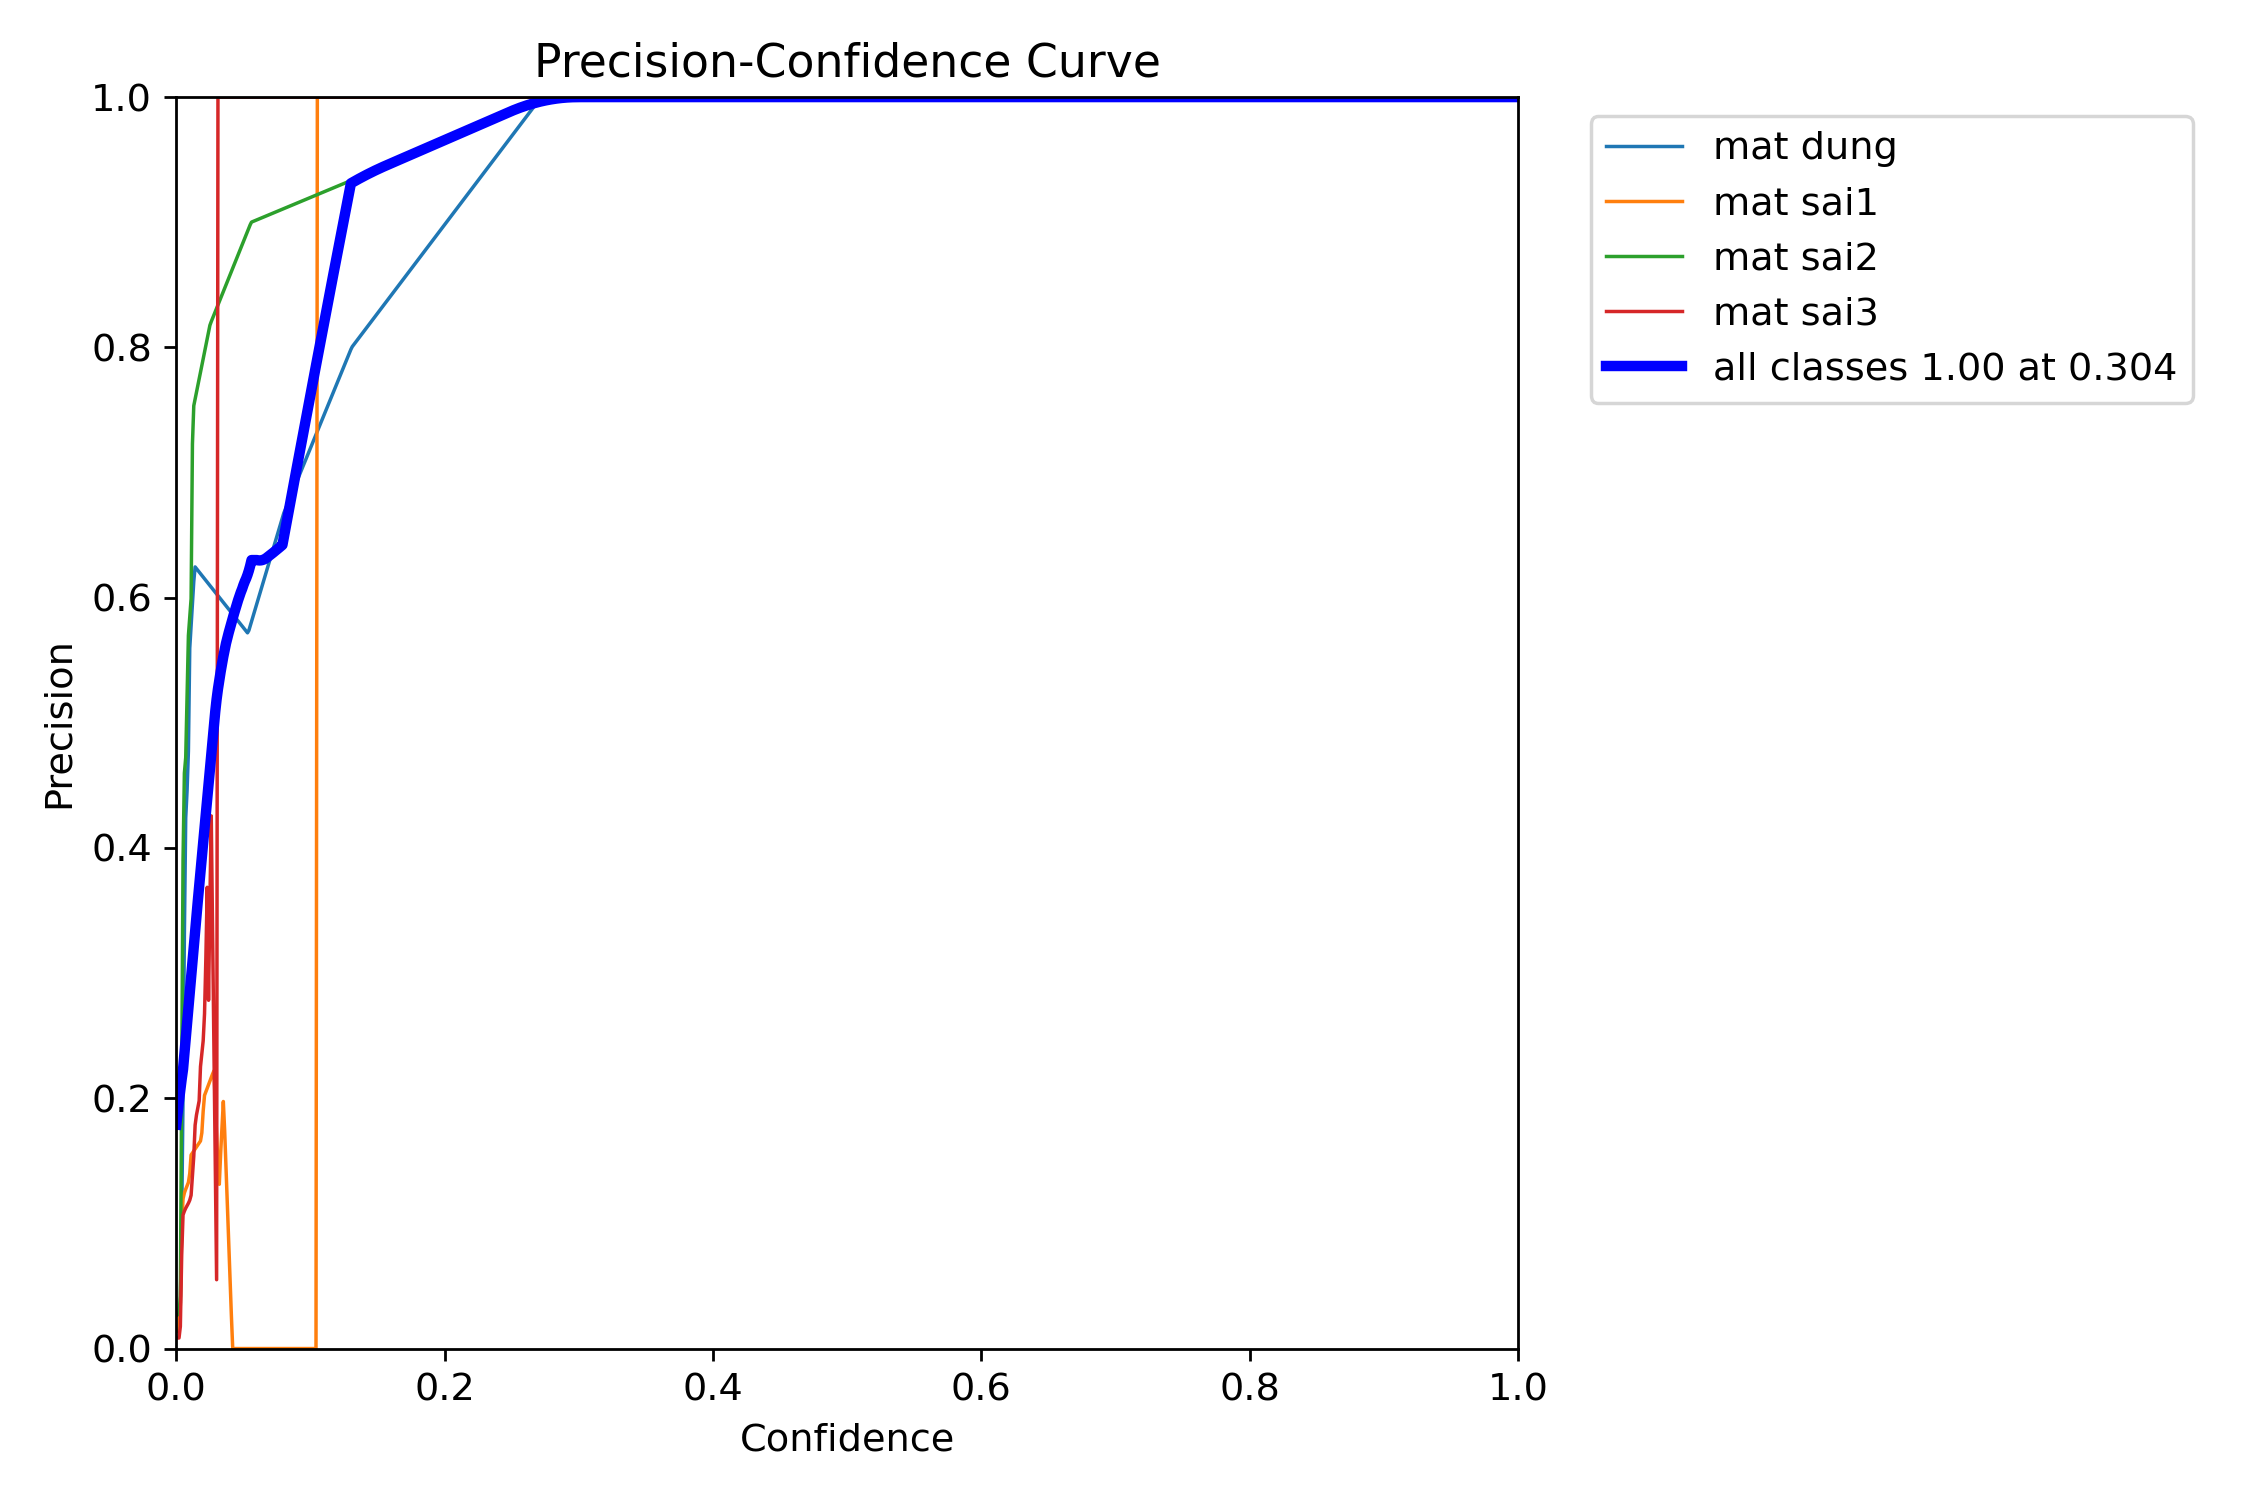 Precision-Confidence Curve
1.0
0.8
0.6
0.4
0.2
0.0
Precision
0.0 0.2 0.4 0.6 0.8 1.0
Confidence
mat dung
mat sai1
mat sai2
mat sai3
all classes 1.00 at 0.304